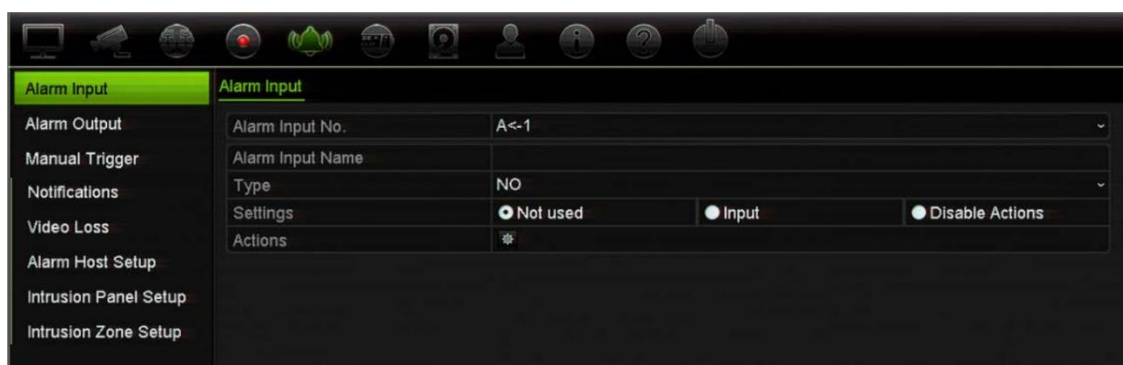 Alarm Input
Alarm Output
Manual Trigger
Notifications
Video Loss
Alarm Host Setup
Intrusion Panel Setup
Intrusion Zone Setup
Alarm Input
Alarm Input No. A<-1
Alarm Input Name
Type NO
Settings Not used Input Disable Actions
Actions